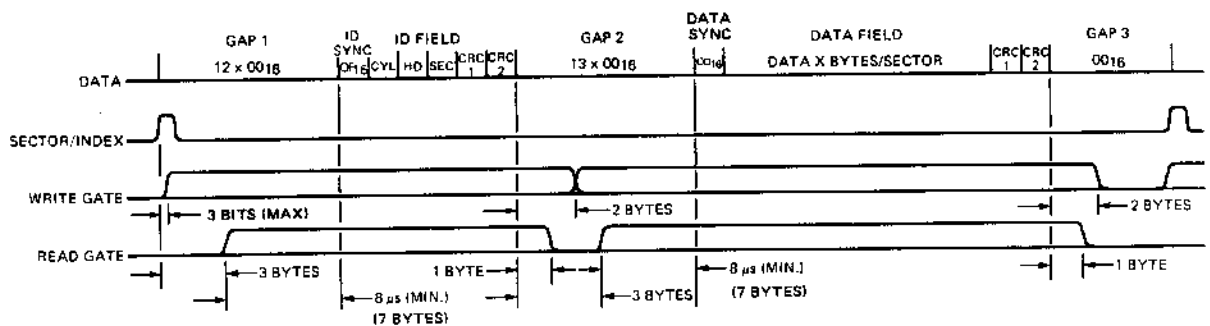 GAP 1
ID SYNC
ID FIELD
GAP 2
DATA SYNC
DATA FIELD
GAP 3
DATA
12 x 00₁₆
CYL
HD
SEC
CRC 1
CRC 2
13 x 00₁₆
00₁₆
DATA X BYTES/SECTOR
CRC 1
CRC 2
00₁₆
SECTOR/INDEX
WRITE GATE
3 BITS (MAX)
2 BYTES
2 BYTES
READ GATE
3 BYTES
1 BYTE
8 μs (MIN.)
(7 BYTES)
3 BYTES
8 μs (MIN.)
(7 BYTES)
1 BYTE